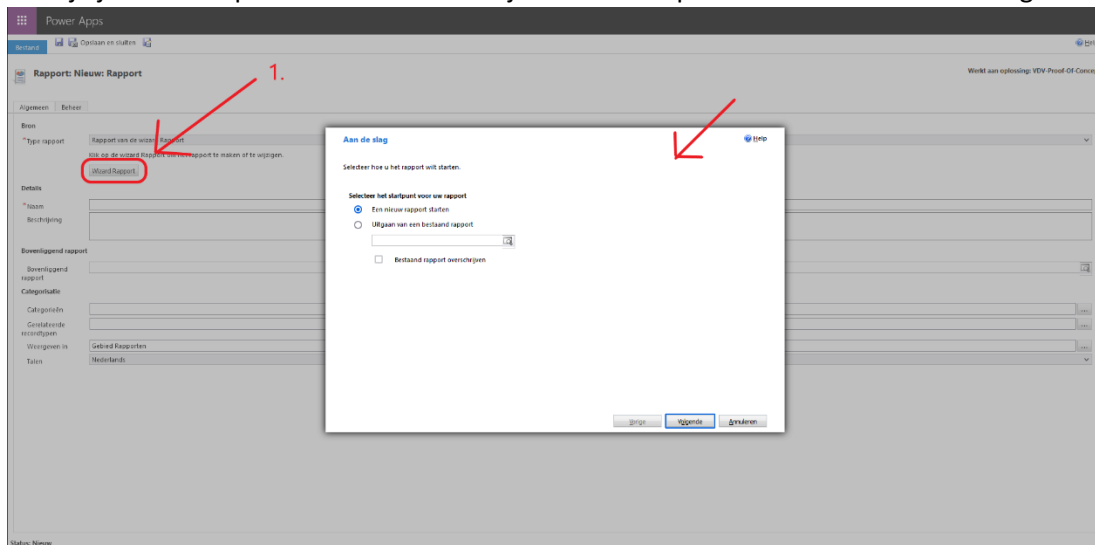 Power Apps
Bestand
Opslaan en sluiten
Help
Rapport: Nieuw: Rapport
1.
Werkt aan oplossing: VDV-Proof-Of-Concep
Algemeen Beheer
Bron
*Type rapport Rapport van de wizard Rapport
Klik op de wizard Rapport om het rapport te maken of te wijzigen.
Wizard Rapport
Details
*Naam
Beschrijving
Bovenliggend rapport
Bovenliggend
rapport
Categorisatie
Categorieën
Gerelateerde
recordtypen
Weergeven in Gebied Rapporten
Talen Nederlands
Aan de slag
Help
Selecteer hoe u het rapport wilt starten.
Selecteer het startpunt voor uw rapport
Een nieuw rapport starten
Uitgaan van een bestaand rapport
Bestaand rapport overschrijven
Vorige Volgende Annuleren
Status: Nieuw